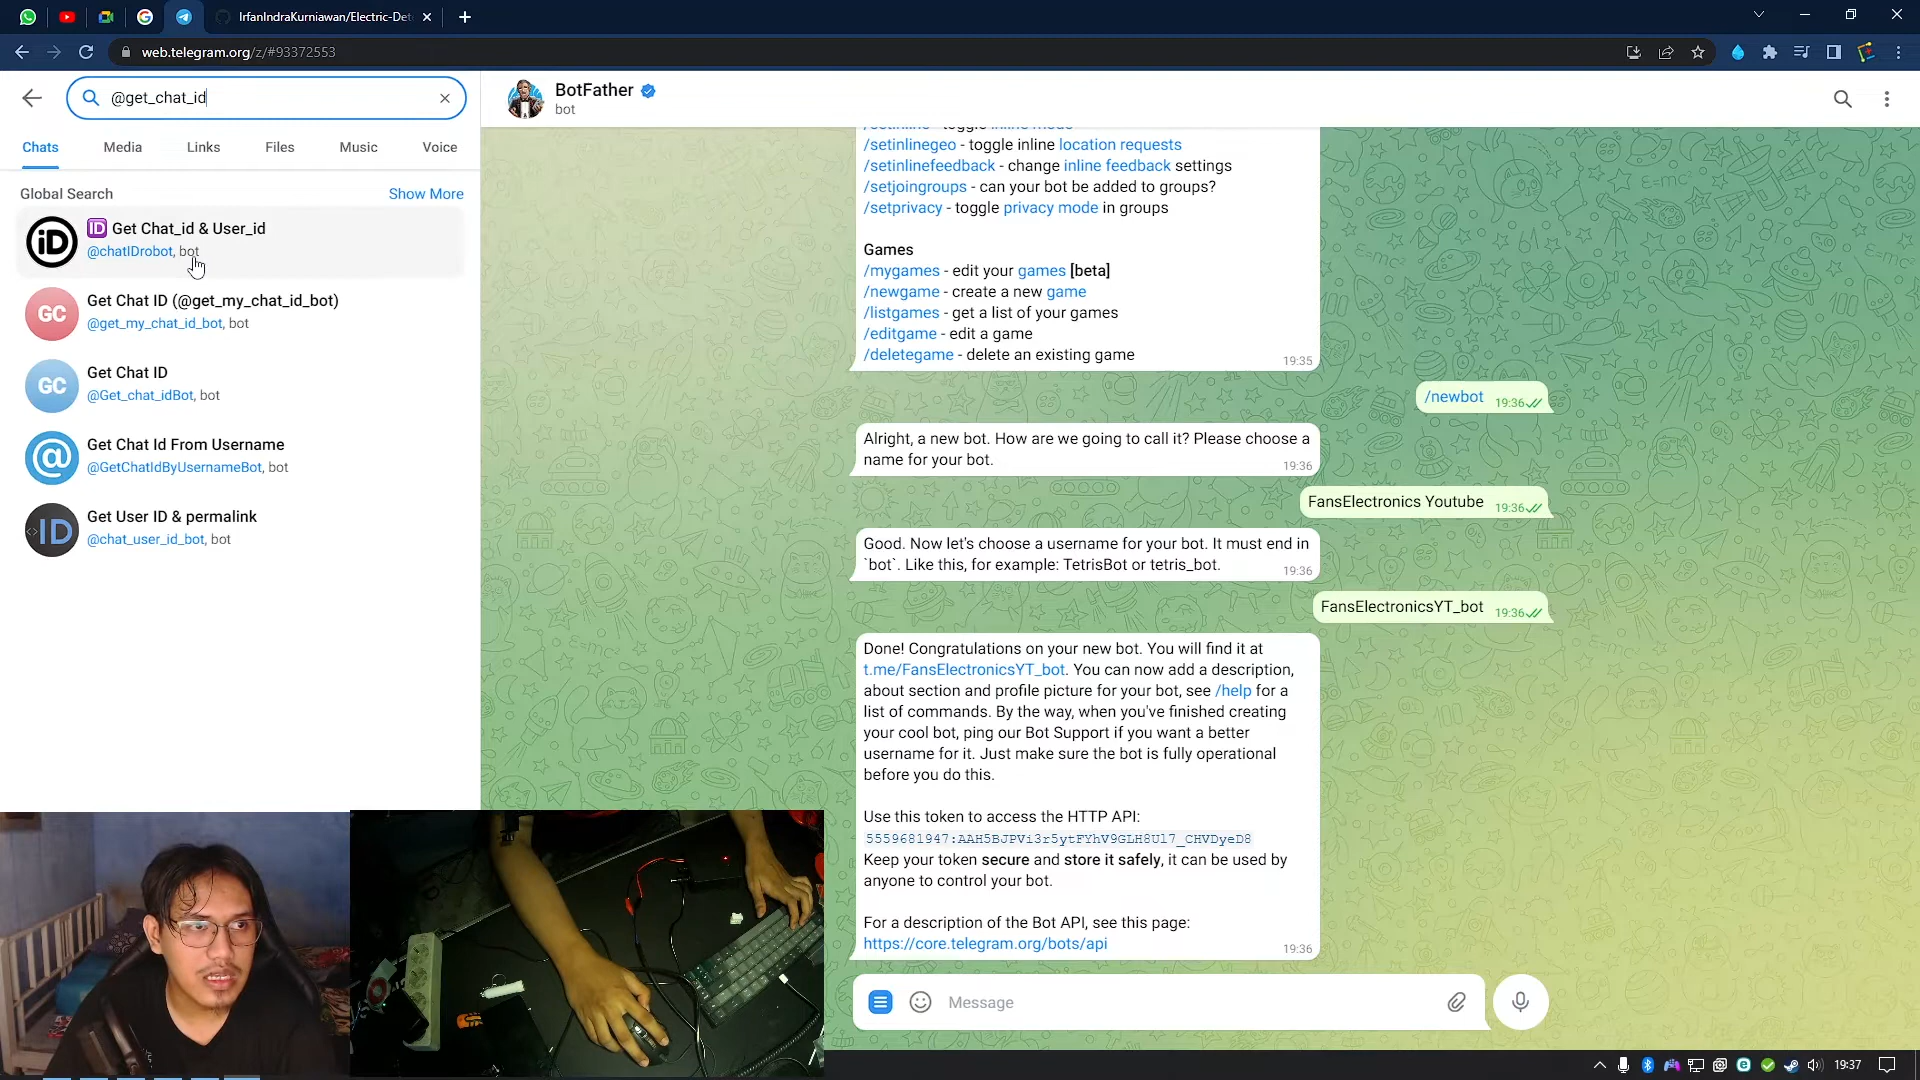 IrfanIndraKurniawan/Electric-Det
web.telegram.org/z/#93372553
@get_chat_id
Chats
Media
Links
Files
Music
Voice
Global Search
Show More
iD
ID Get Chat_id & User_id
@chatIDrobot, bot
GC
Get Chat ID (@get_my_chat_id_bot)
@get_my_chat_id_bot, bot
GC
Get Chat ID
@Get_chat_idBot, bot
@
Get Chat Id From Username
@GetChatIdByUsernameBot, bot
<>ID
Get User ID & permalink
@chat_user_id_bot, bot
BotFather
bot
/setinline - toggle inline mode
/setinlinegeo - toggle inline location requests
/setinlinefeedback - change inline feedback settings
/setjoingroups - can your bot be added to groups?
/setprivacy - toggle privacy mode in groups
Games
/mygames - edit your games [beta]
/newgame - create a new game
/listgames - get a list of your games
/editgame - edit a game
/deletegame - delete an existing game
19:35
/newbot 19:36
Alright, a new bot. How are we going to call it? Please choose a
name for your bot.
19:36
FansElectronics Youtube 19:36
Good. Now let's choose a username for your bot. It must end in
`bot`. Like this, for example: TetrisBot or tetris_bot.
19:36
FansElectronicsYT_bot 19:36
Done! Congratulations on your new bot. You will find it at
t.me/FansElectronicsYT_bot. You can now add a description,
about section and profile picture for your bot, see /help for a
list of commands. By the way, when you've finished creating
your cool bot, ping our Bot Support if you want a better
username for it. Just make sure the bot is fully operational
before you do this.
Use this token to access the HTTP API:
5559681947:AAH5BJPVi3r5ytFYhV9GLH8Ul7_CHVDyeD8
Keep your token secure and store it safely, it can be used by
anyone to control your bot.
For a description of the Bot API, see this page:
https://core.telegram.org/bots/api
19:36
Message
19:37